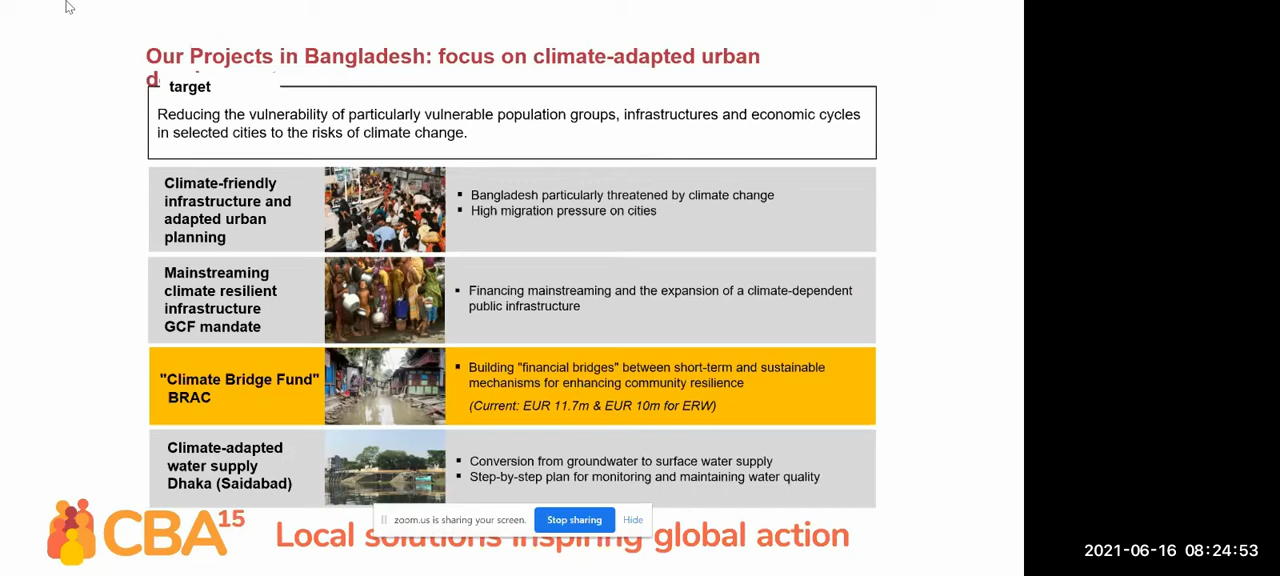 Our Projects in Bangladesh: focus on climate-adapted urban
target
Reducing the vulnerability of particularly vulnerable population groups, infrastructures and economic cycles
in selected cities to the risks of climate change.
Climate-friendly
infrastructure and
adapted urban
planning
▪ Bangladesh particularly threatened by climate change
▪ High migration pressure on cities
Mainstreaming
climate resilient
infrastructure
GCF mandate
▪ Financing mainstreaming and the expansion of a climate-dependent
public infrastructure
"Climate Bridge Fund"
BRAC
▪ Building "financial bridges" between short-term and sustainable
mechanisms for enhancing community resilience
(Current: EUR 11.7m & EUR 10m for ERW)
Climate-adapted
water supply
Dhaka (Saidabad)
▪ Conversion from groundwater to surface water supply
▪ Step-by-step plan for monitoring and maintaining water quality
zoom.us is sharing your screen. Stop sharing Hide
CBA15 Local solutions inspiring global action
2021-06-16 08:24:53